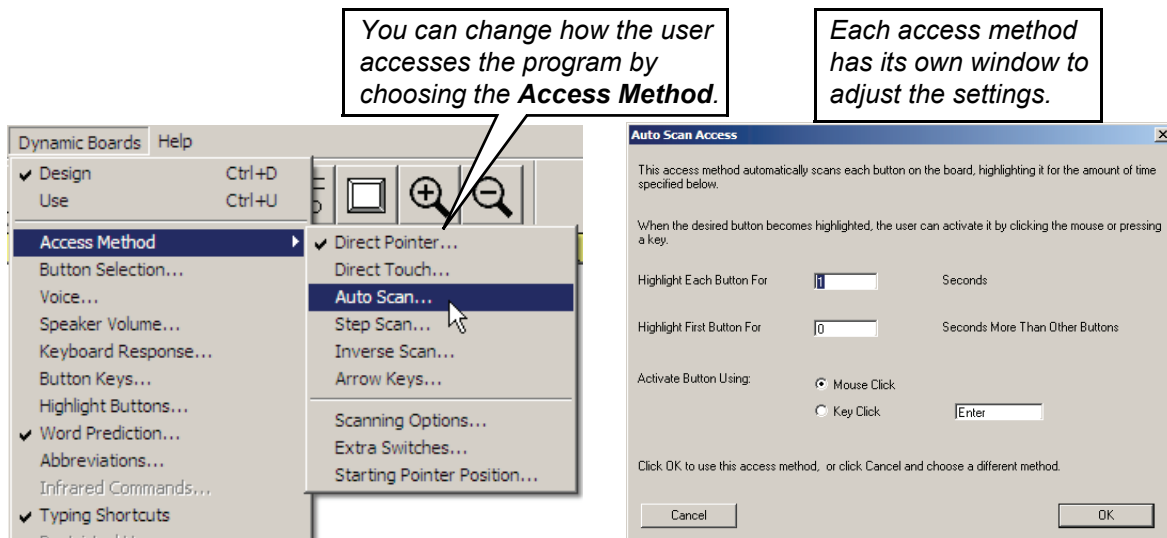 You can change how the user
accesses the program by
choosing the Access Method.
Each access method
has its own window to
adjust the settings.
Dynamic Boards Help
Design Ctrl+D
Use Ctrl+U
Access Method
Button Selection...
Voice...
Speaker Volume...
Keyboard Response...
Button Keys...
Highlight Buttons...
Word Prediction...
Abbreviations...
Infrared Commands...
Typing Shortcuts
Direct Pointer...
Direct Touch...
Auto Scan...
Step Scan...
Inverse Scan...
Arrow Keys...
Scanning Options...
Extra Switches...
Starting Pointer Position...
Auto Scan Access
This access method automatically scans each button on the board, highlighting it for the amount of time
specified below.
When the desired button becomes highlighted, the user can activate it by clicking the mouse or pressing
a key.
Highlight Each Button For 1 Seconds
Highlight First Button For 0 Seconds More Than Other Buttons
Activate Button Using: Mouse Click
Key Click Enter
Click OK to use this access method, or click Cancel and choose a different method.
Cancel OK